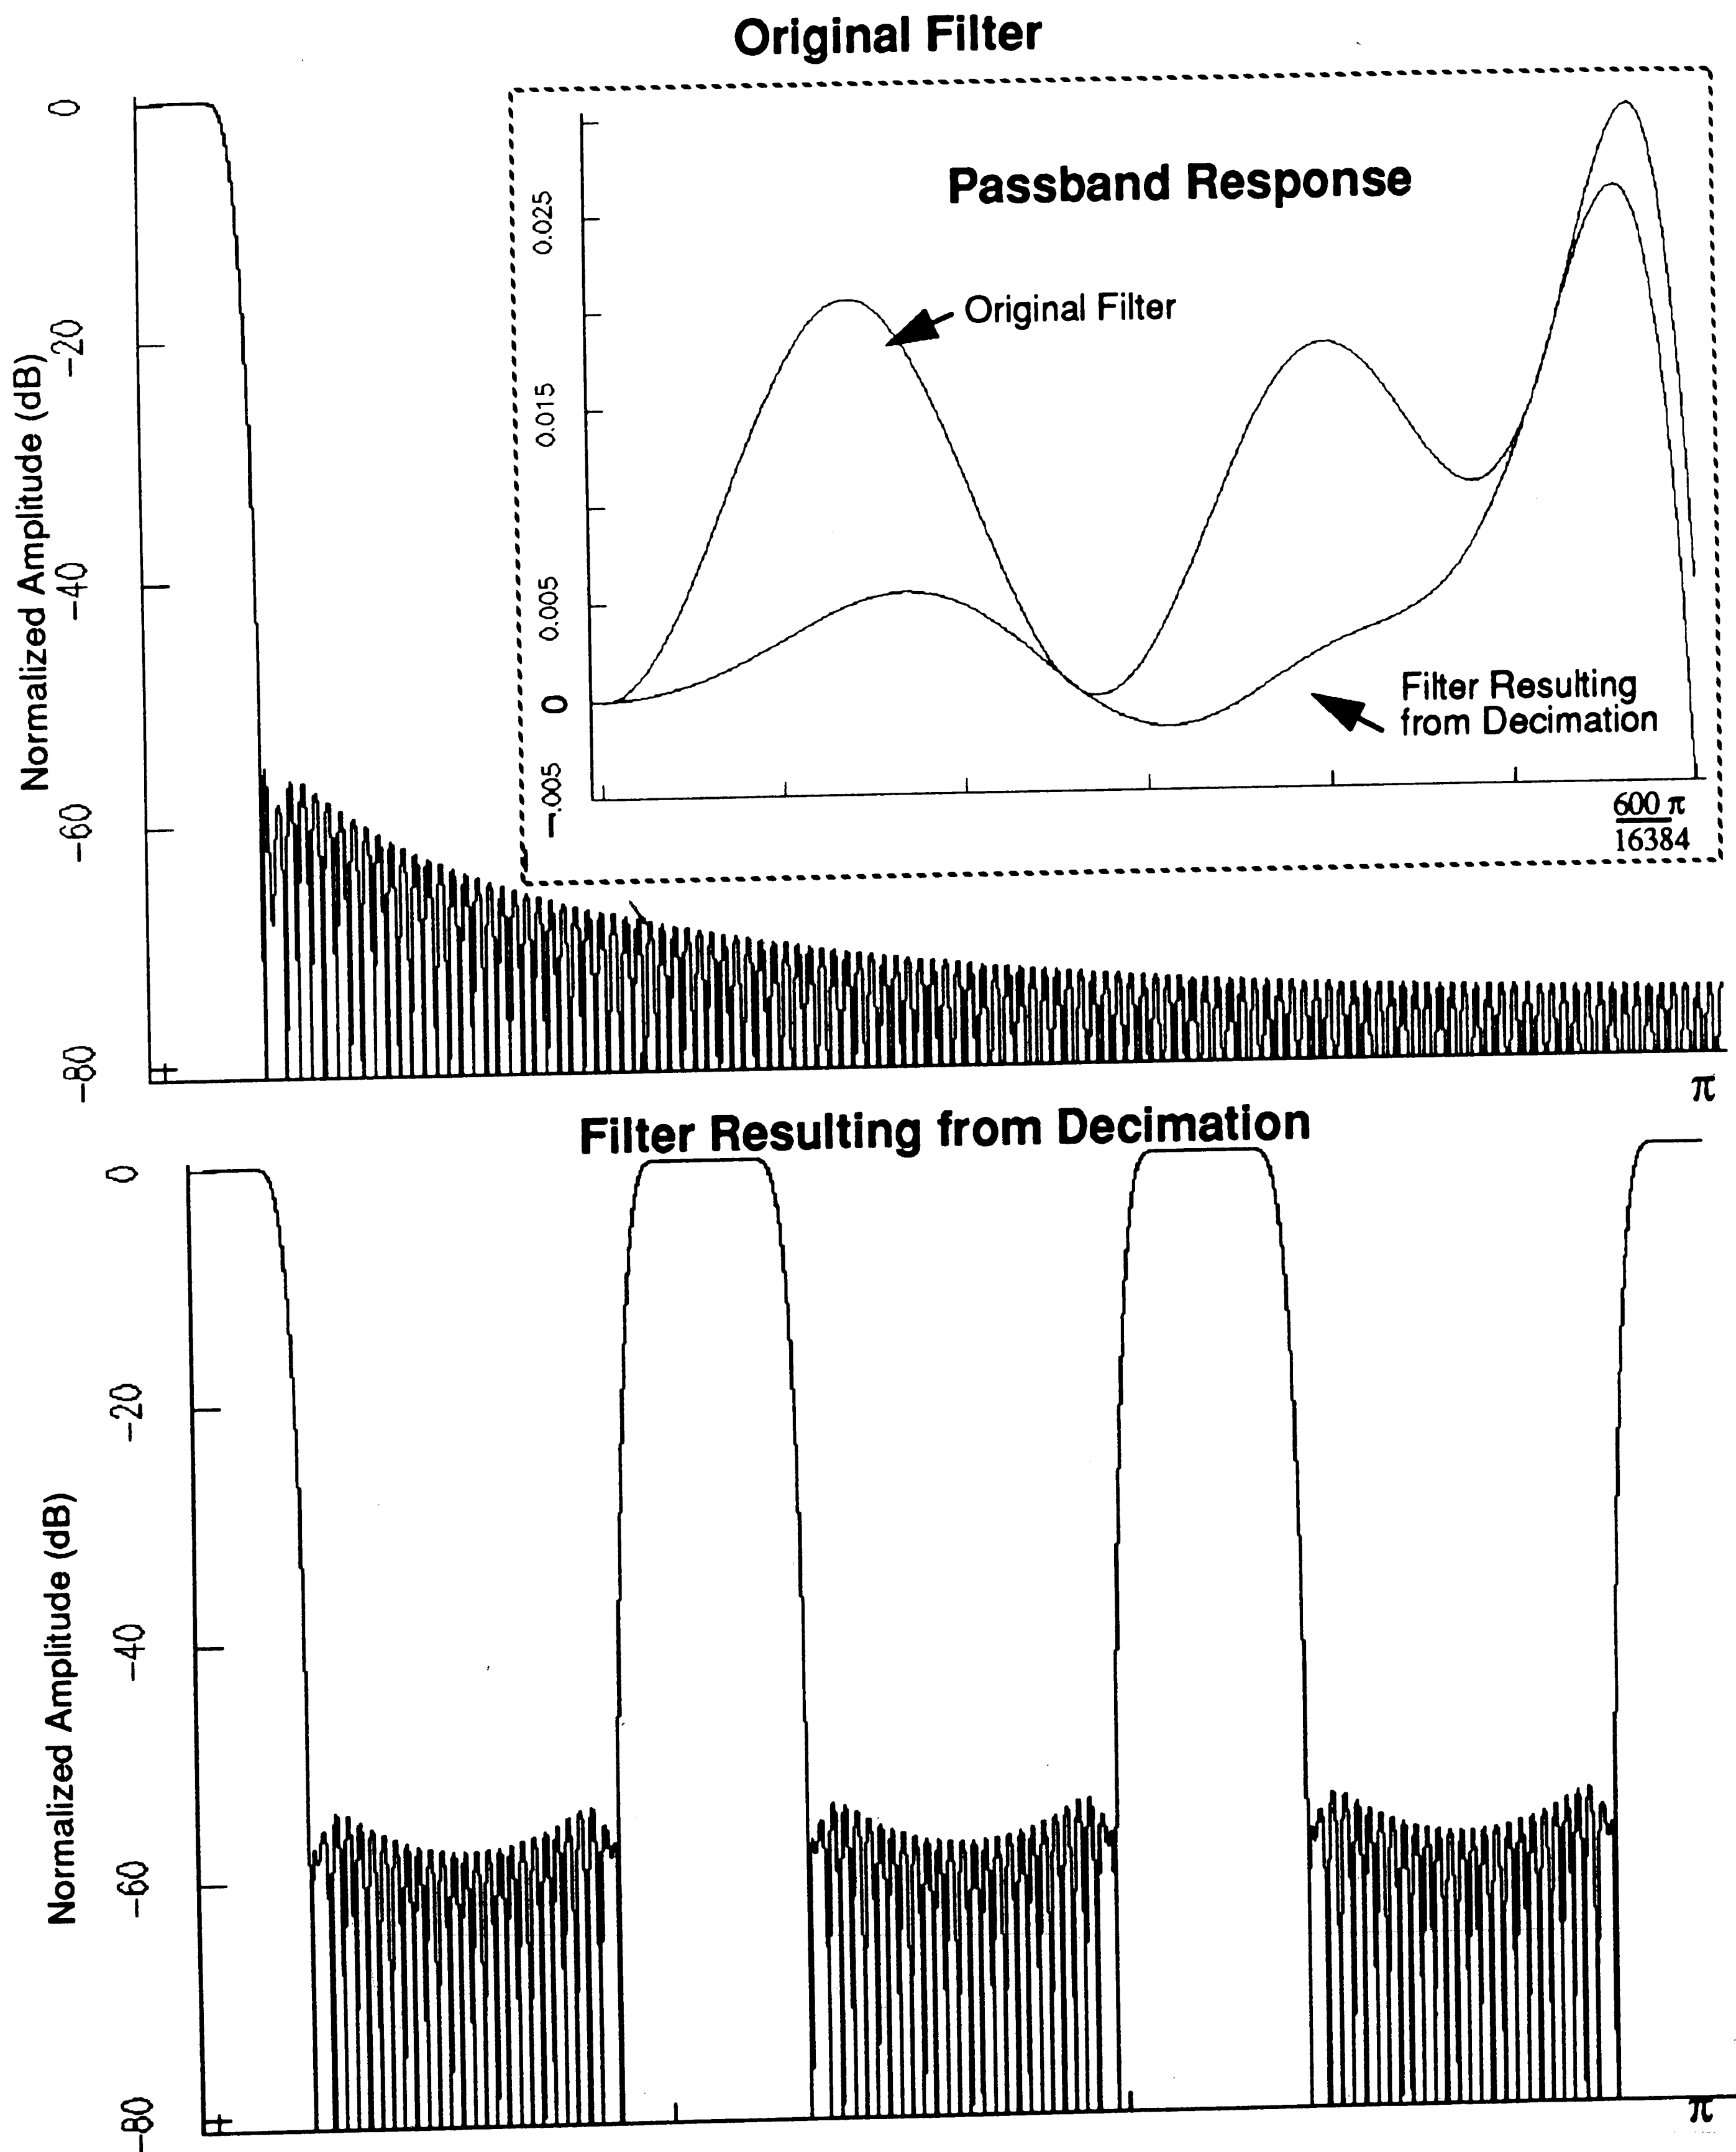 Original Filter
0
−20
−40
−60
−80
Normalized Amplitude (dB)
Passband Response
0.025
0.015
0.005
0
−.005
Original Filter
Filter Resulting
from Decimation
600 π
16384
π
Filter Resulting from Decimation
0
−20
−40
−60
−80
Normalized Amplitude (dB)
π